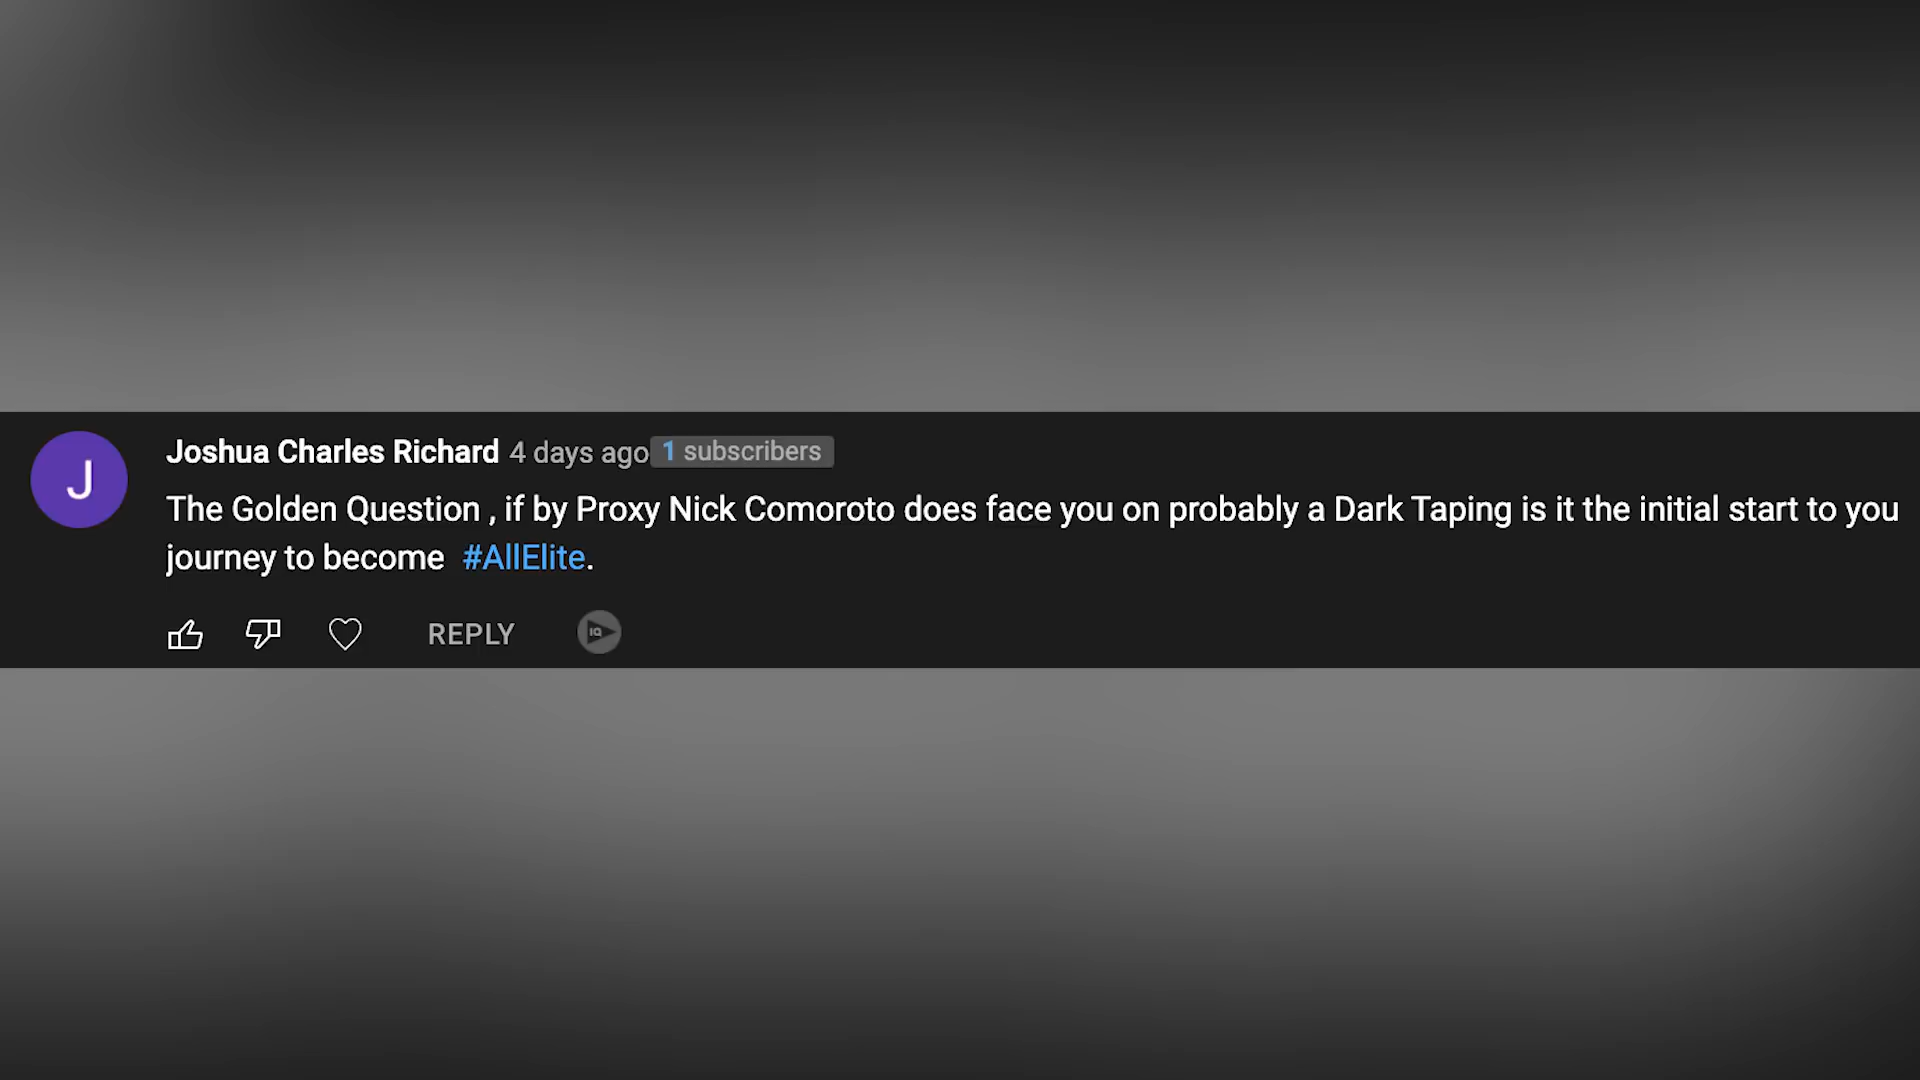 J
Joshua Charles Richard 4 days ago 1 subscribers
The Golden Question , if by Proxy Nick Comoroto does face you on probably a Dark Taping is it the initial start to you
journey to become #AllElite.
REPLY IQ